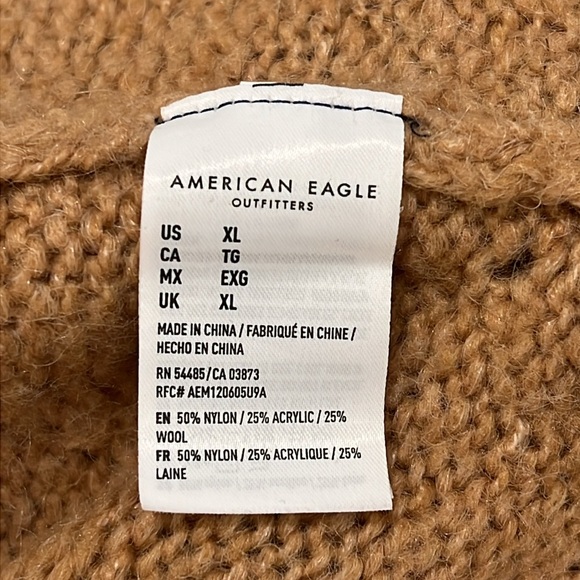 AMERICAN EAGLE
OUTFITTERS
US XL
CA TG
MX EXG
UK XL
MADE IN CHINA / FABRIQUÉ EN CHINE /
HECHO EN CHINA
RN 54485/CA 03873
RFC# AEM120605U9A
EN 50% NYLON / 25% ACRYLIC / 25%
WOOL
FR 50% NYLON / 25% ACRYLIQUE / 25%
LAINE